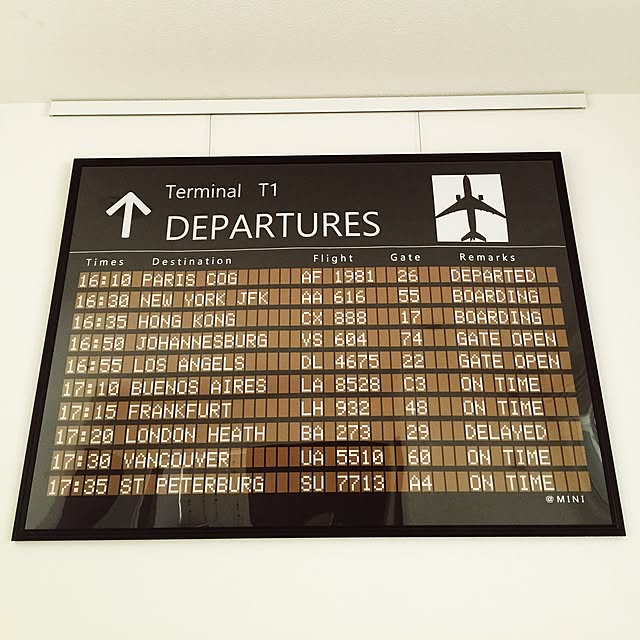 Terminal T1
DEPARTURES
Times Destination Flight Gate Remarks
16:10 PARIS CDG AF 1981 26 DEPARTED
16:30 NEW YORK JFK AA 616 55 BOARDING
16:35 HONG KONG CX 888 17 BOARDING
16:50 JOHANNESBURG VS 604 74 GATE OPEN
16:55 LOS ANGELS DL 4675 22 GATE OPEN
17:10 BUENOS AIRES LA 8528 C3 ON TIME
17:15 FRANKFURT LH 932 48 ON TIME
17:20 LONDON HEATH BA 273 29 DELAYED
17:30 VANCOUVER UA 5510 60 ON TIME
17:35 ST PETERBURG SU 7713 A4 ON TIME
@MINI